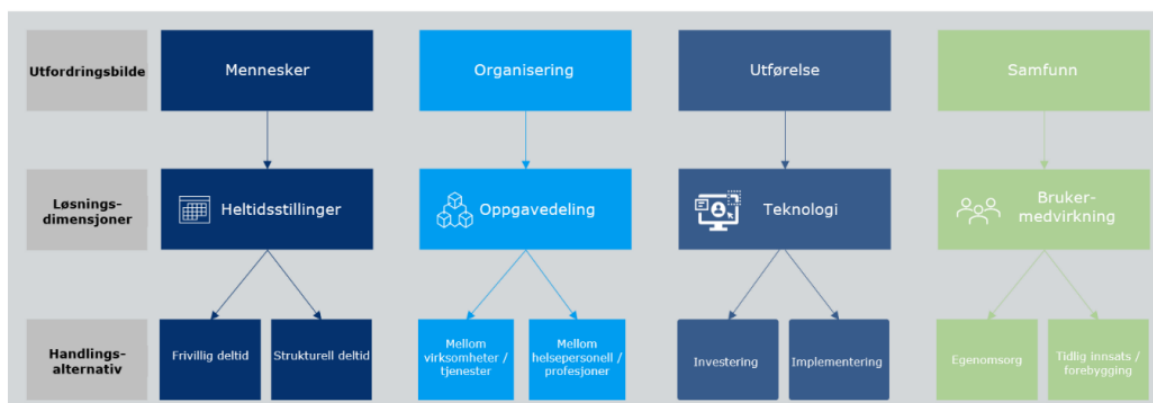 Utfordringsbilde
Mennesker
Organisering
Utførelse
Samfunn
Løsnings-
dimensjoner
Heltidsstillinger
Oppgavedeling
Teknologi
Bruker-
medvirkning
Handlings-
alternativ
Frivillig deltid
Strukturell deltid
Mellom
virksomheter /
tjenester
Mellom
helsepersonell /
profesjoner
Investering
Implementering
Egenomsorg
Tidlig innsats /
forebygging